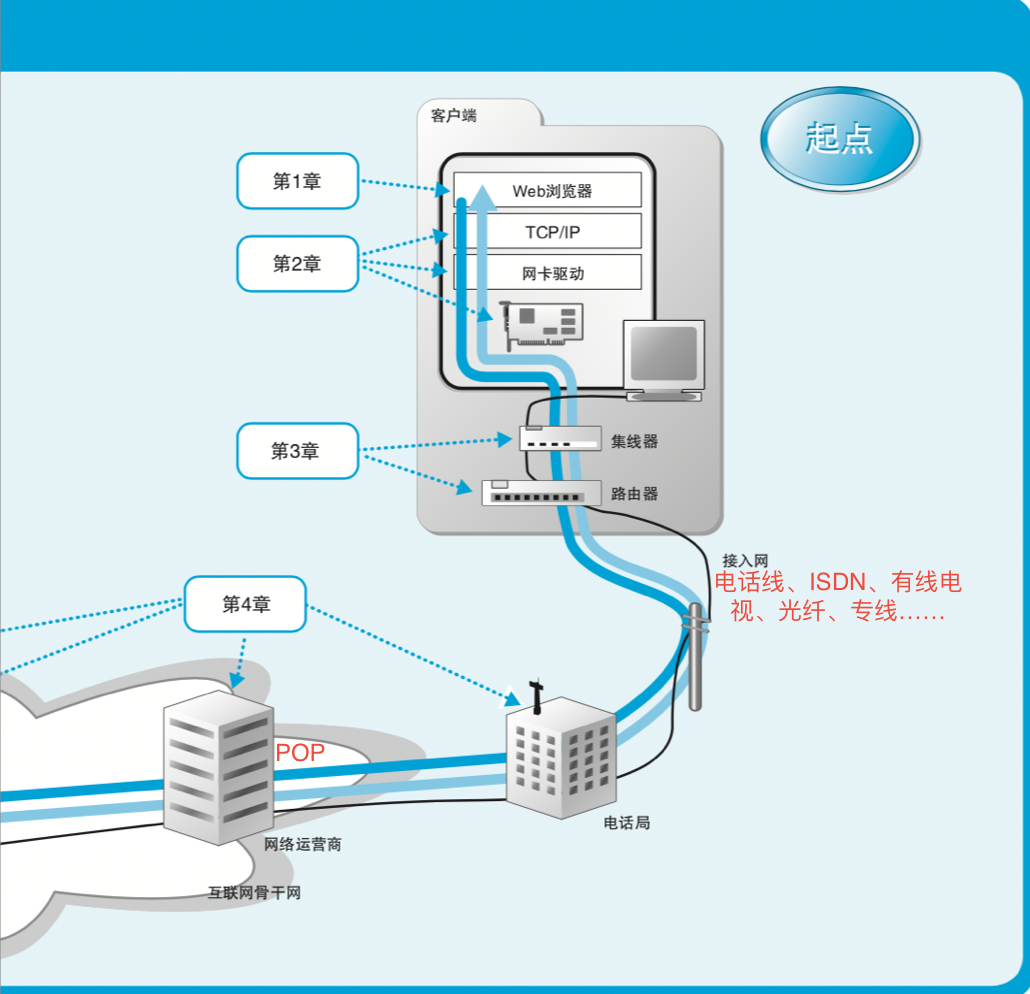 客户端
起点
第1章
Web浏览器
TCP/IP
第2章
网卡驱动
第3章
集线器
路由器
接入网
电话线、ISDN、有线电
视、光纤、专线……
第4章
POP
电话局
网络运营商
互联网骨干网